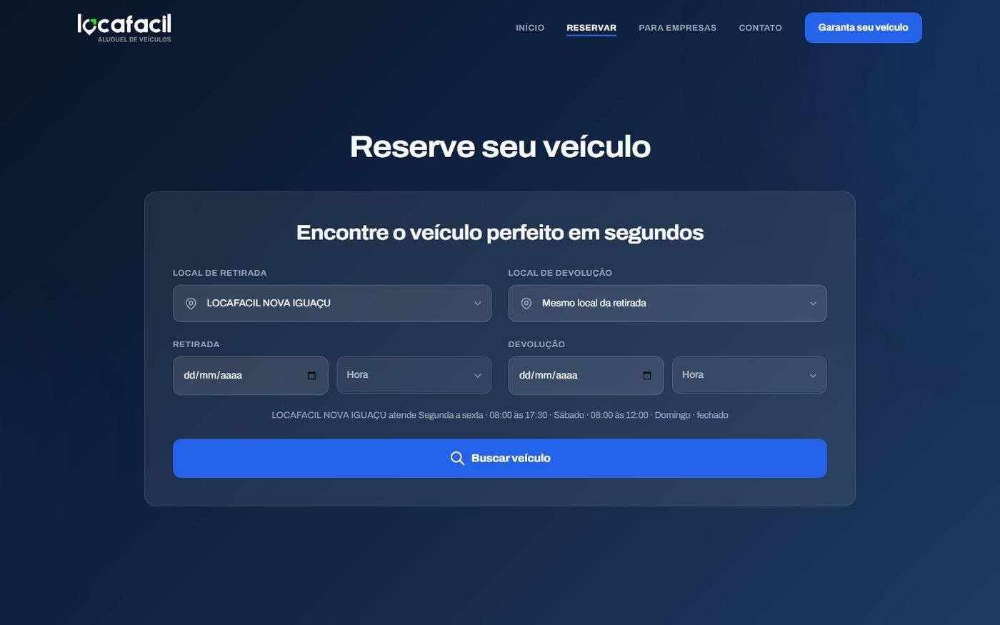 locafacil
ALUGUEL DE VEÍCULOS
INÍCIO
RESERVAR
PARA EMPRESAS
CONTATO
Garanta seu veículo
Reserve seu veículo
Encontre o veículo perfeito em segundos
LOCAL DE RETIRADA
LOCAL DE DEVOLUÇÃO
LOCAFACIL NOVA IGUAÇU
Mesmo local da retirada
RETIRADA
DEVOLUÇÃO
dd/mm/aaaa
Hora
dd/mm/aaaa
Hora
LOCAFACIL NOVA IGUAÇU atende Segunda a sexta · 08:00 às 17:30 · Sábado · 08:00 às 12:00 · Domingo · fechado
Buscar veículo